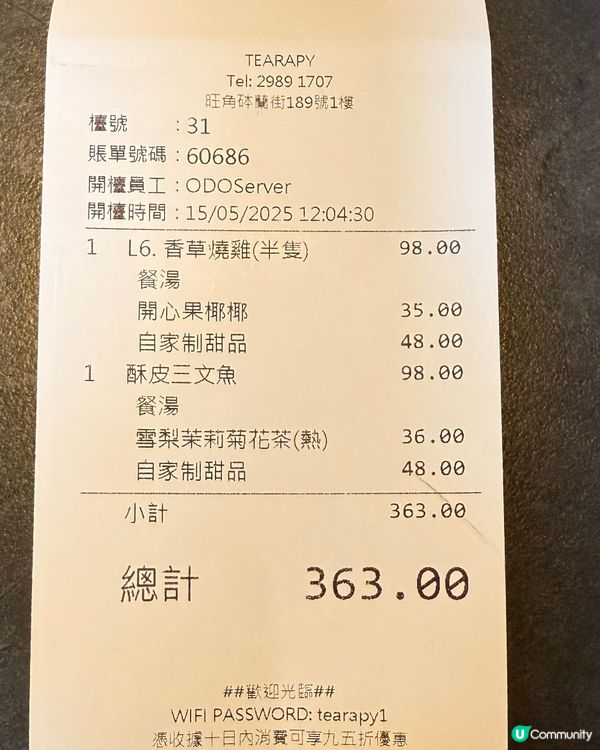 TEARAPY
Tel: 2989 1707
旺角砵蘭街189號1樓
檯號 : 31
賬單號碼 : 60686
開檯員工 : ODOServer
開檯時間 : 15/05/2025 12:04:30
1 L6. 香草燒雞(半隻) 98.00
餐湯
開心果椰椰 35.00
自家制甜品 48.00
1 酥皮三文魚 98.00
餐湯
雪梨茉莉菊花茶(熱) 36.00
自家制甜品 48.00
小計 363.00
總計 363.00
##歡迎光臨##
WIFI PASSWORD: tearapy1
憑收據十日內消費可享九五折優惠
U Community